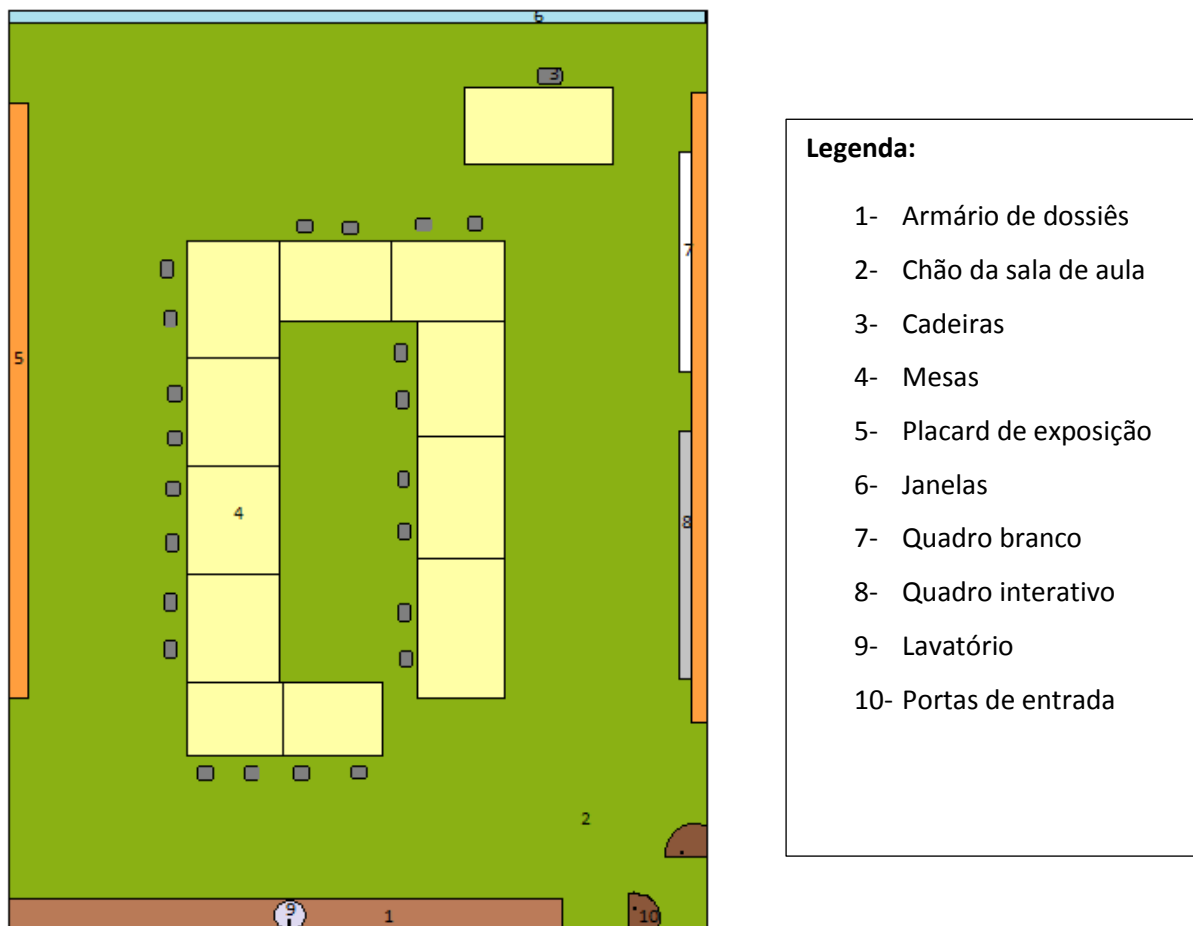 6
3
7
5
4
8
2
9
1
10
Legenda:
1- Armário de dossiês
2- Chão da sala de aula
3- Cadeiras
4- Mesas
5- Placard de exposição
6- Janelas
7- Quadro branco
8- Quadro interativo
9- Lavatório
10- Portas de entrada